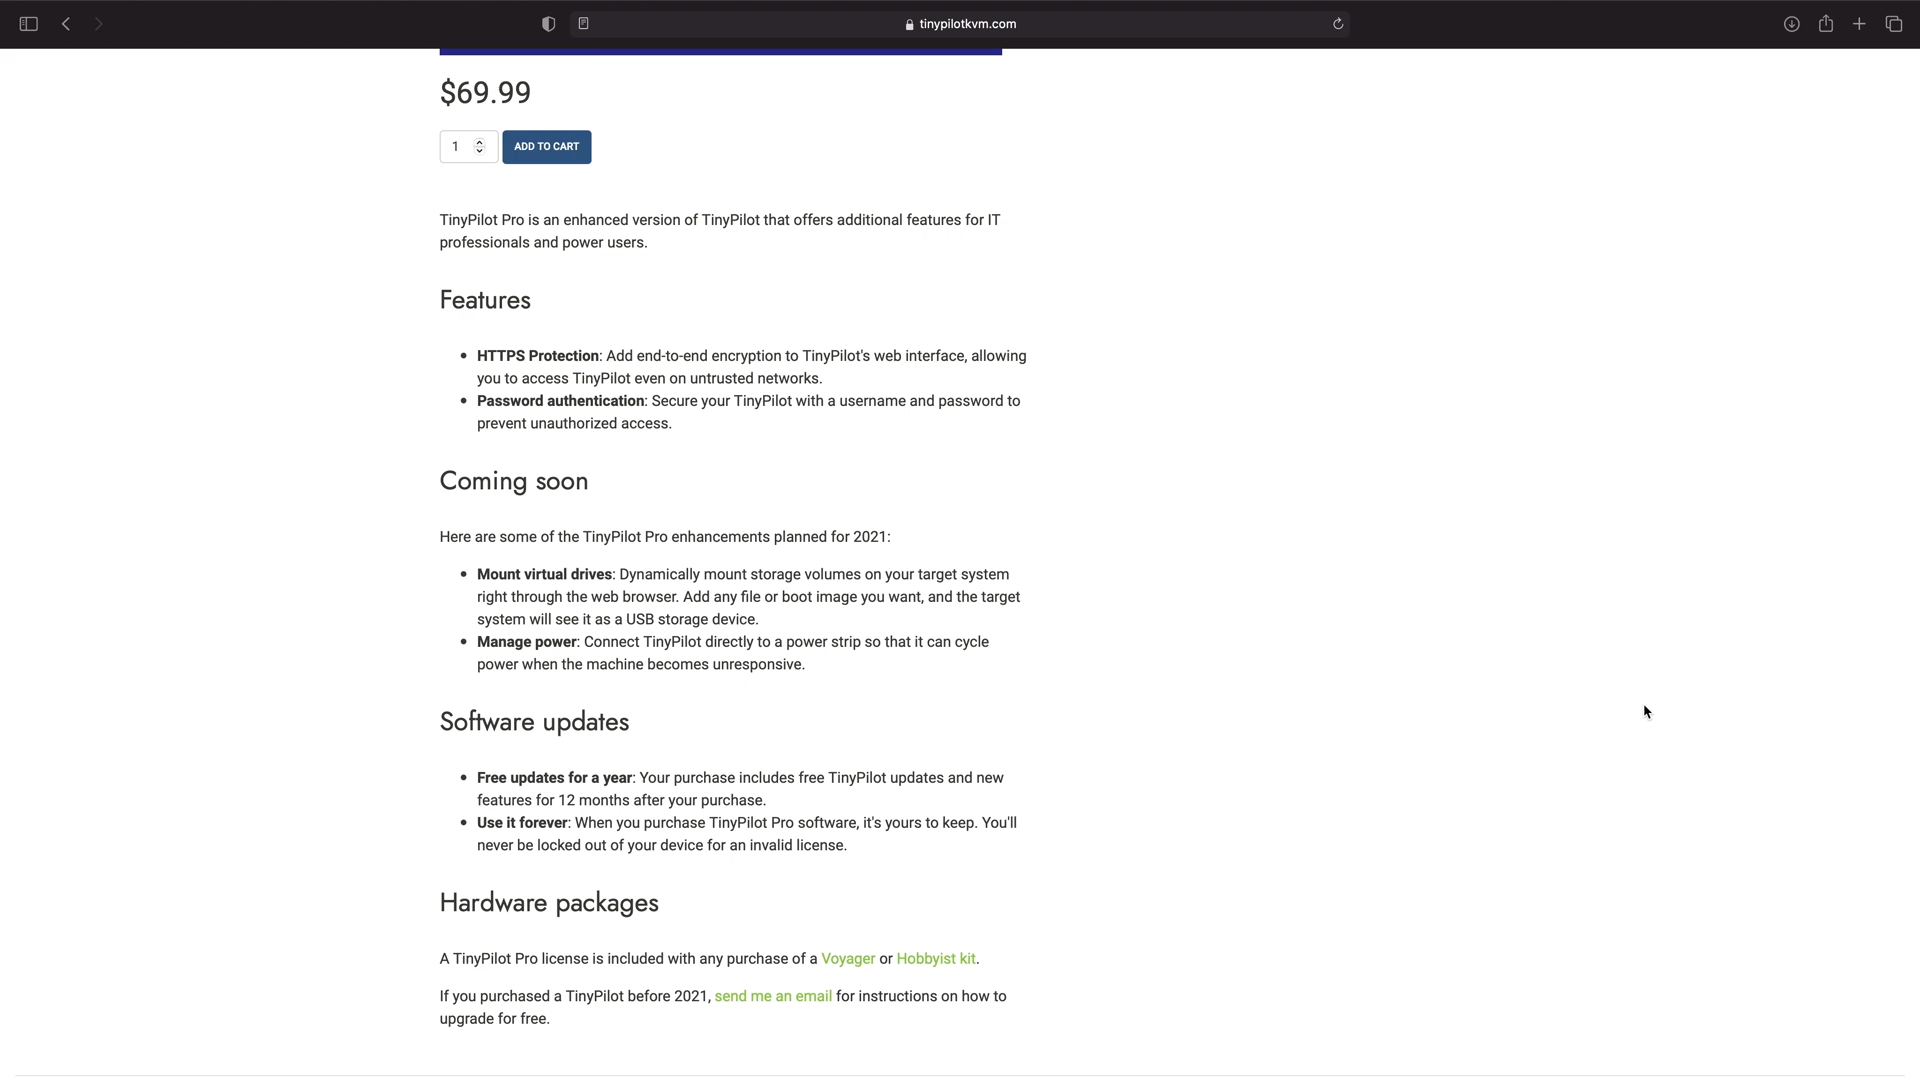 tinypilotkvm.com
$69.99
1
ADD TO CART
TinyPilot Pro is an enhanced version of TinyPilot that offers additional features for IT
professionals and power users.
Features
• HTTPS Protection: Add end-to-end encryption to TinyPilot's web interface, allowing
you to access TinyPilot even on untrusted networks.
• Password authentication: Secure your TinyPilot with a username and password to
prevent unauthorized access.
Coming soon
Here are some of the TinyPilot Pro enhancements planned for 2021:
• Mount virtual drives: Dynamically mount storage volumes on your target system
right through the web browser. Add any file or boot image you want, and the target
system will see it as a USB storage device.
• Manage power: Connect TinyPilot directly to a power strip so that it can cycle
power when the machine becomes unresponsive.
Software updates
• Free updates for a year: Your purchase includes free TinyPilot updates and new
features for 12 months after your purchase.
• Use it forever: When you purchase TinyPilot Pro software, it's yours to keep. You'll
never be locked out of your device for an invalid license.
Hardware packages
A TinyPilot Pro license is included with any purchase of a Voyager or Hobbyist kit.
If you purchased a TinyPilot before 2021, send me an email for instructions on how to
upgrade for free.